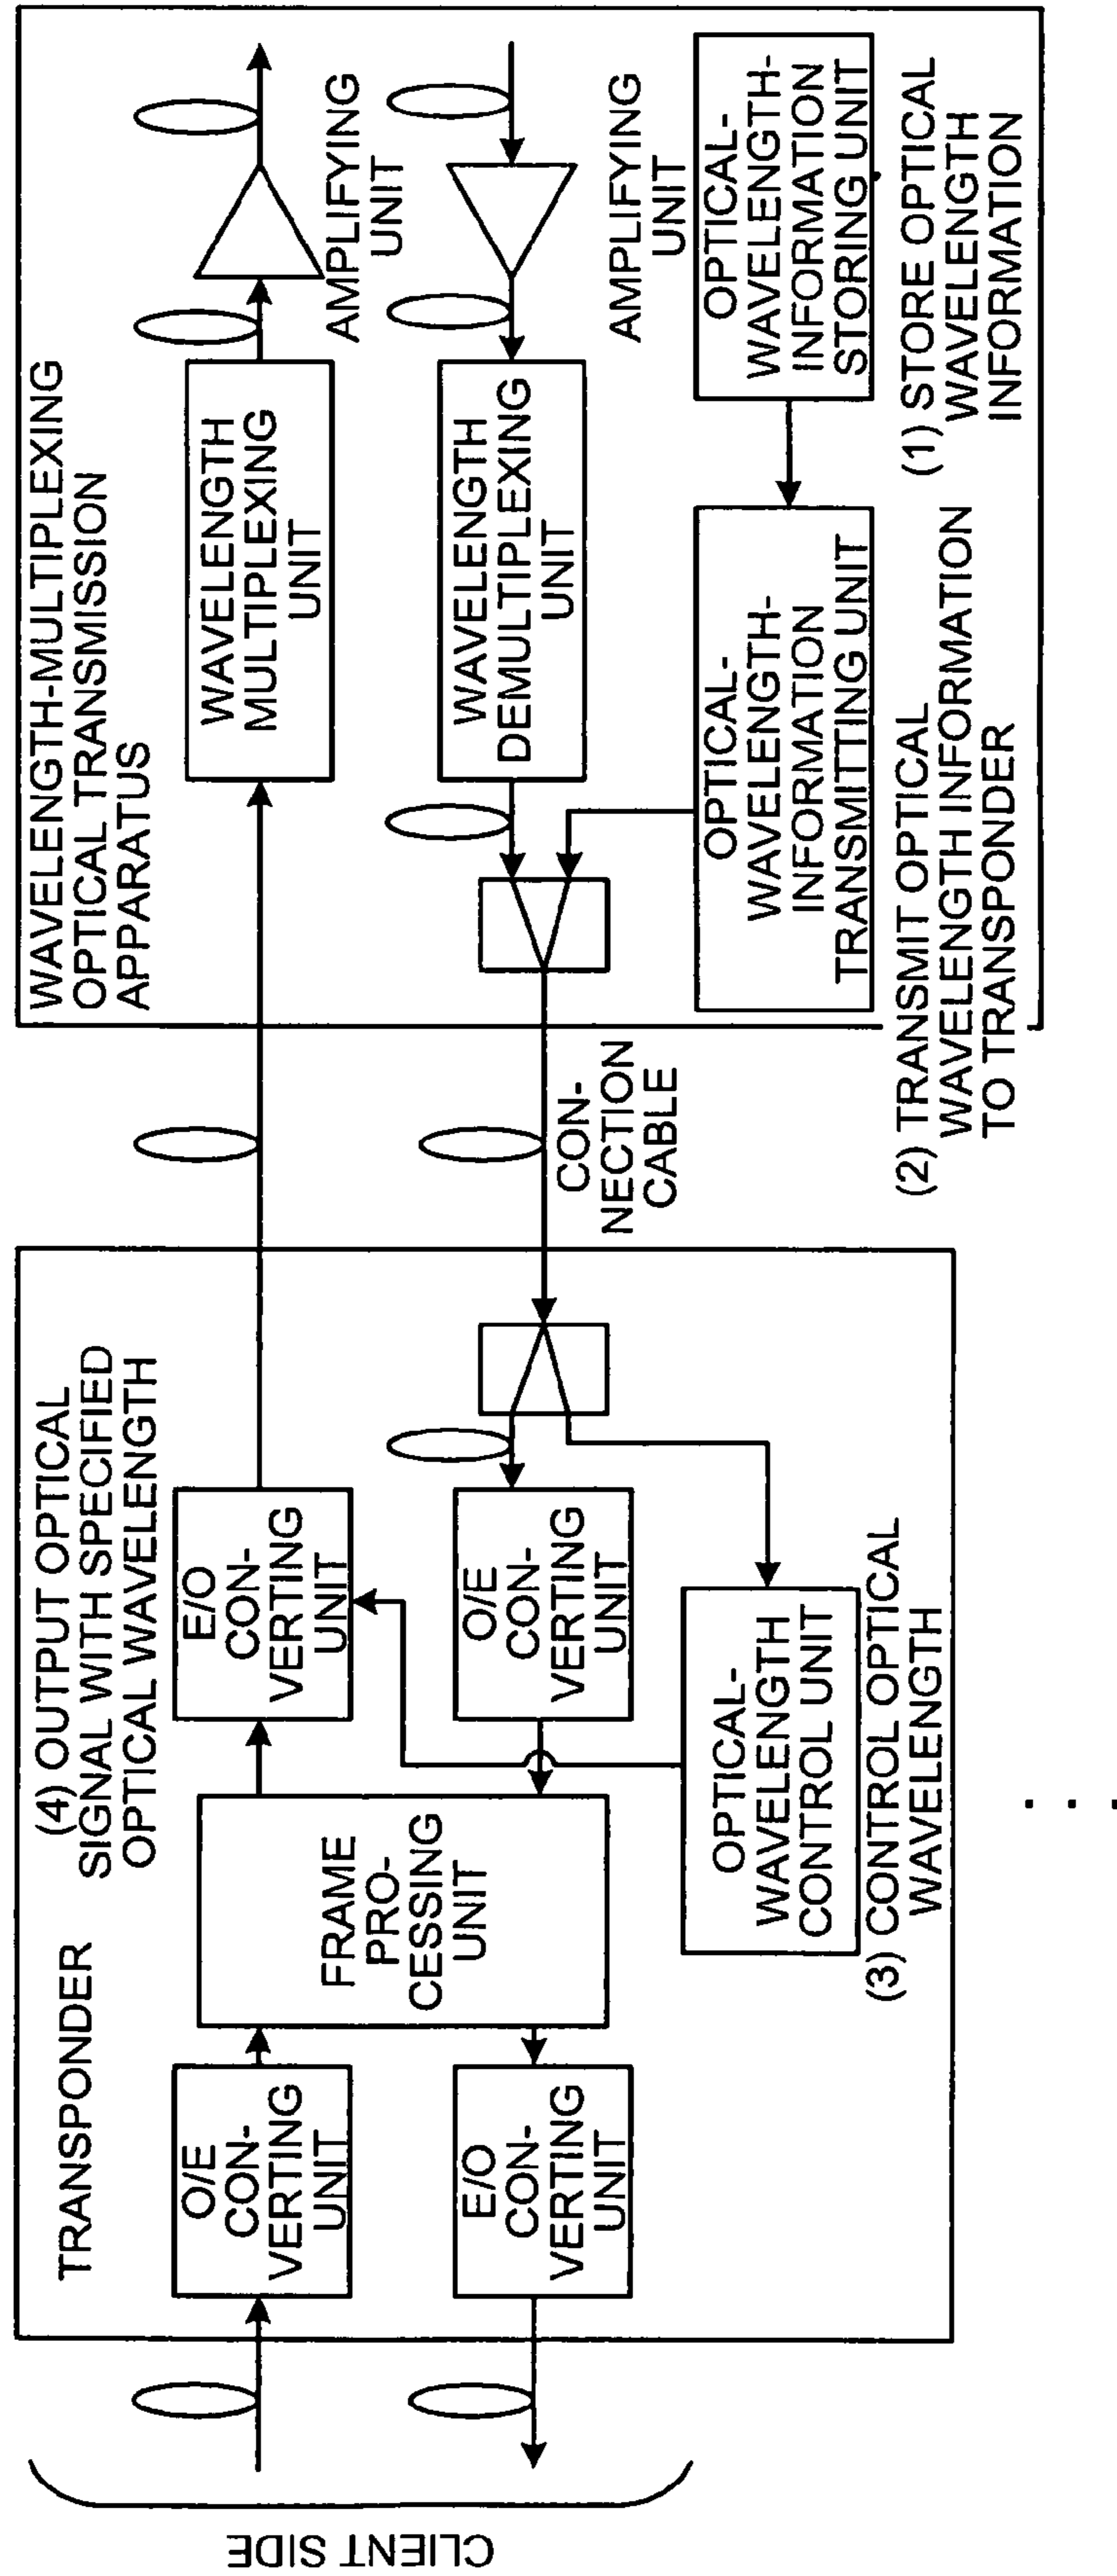 CLIENT SIDE
TRANSPONDER
(4) OUTPUT OPTICAL
SIGNAL WITH SPECIFIED
OPTICAL WAVELENGTH
O/E
CON-
VERTING
UNIT
FRAME
PRO-
CESSING
UNIT
E/O
CON-
VERTING
UNIT
E/O
CON-
VERTING
UNIT
O/E
CON-
VERTING
UNIT
OPTICAL-
WAVELENGTH
CONTROL UNIT
(3) CONTROL OPTICAL
WAVELENGTH
CON-
NECTION
CABLE
WAVELENGTH-MULTIPLEXING
OPTICAL TRANSMISSION
APPARATUS
WAVELENGTH
MULTIPLEXING
UNIT
AMPLIFYING
UNIT
WAVELENGTH
DEMULTIPLEXING
UNIT
AMPLIFYING
UNIT
OPTICAL-
WAVELENGTH-
INFORMATION
TRANSMITTING UNIT
OPTICAL-
WAVELENGTH-
INFORMATION
STORING UNIT
(2) TRANSMIT OPTICAL
WAVELENGTH INFORMATION
TO TRANSPONDER
(1) STORE OPTICAL
WAVELENGTH
INFORMATION
. . .